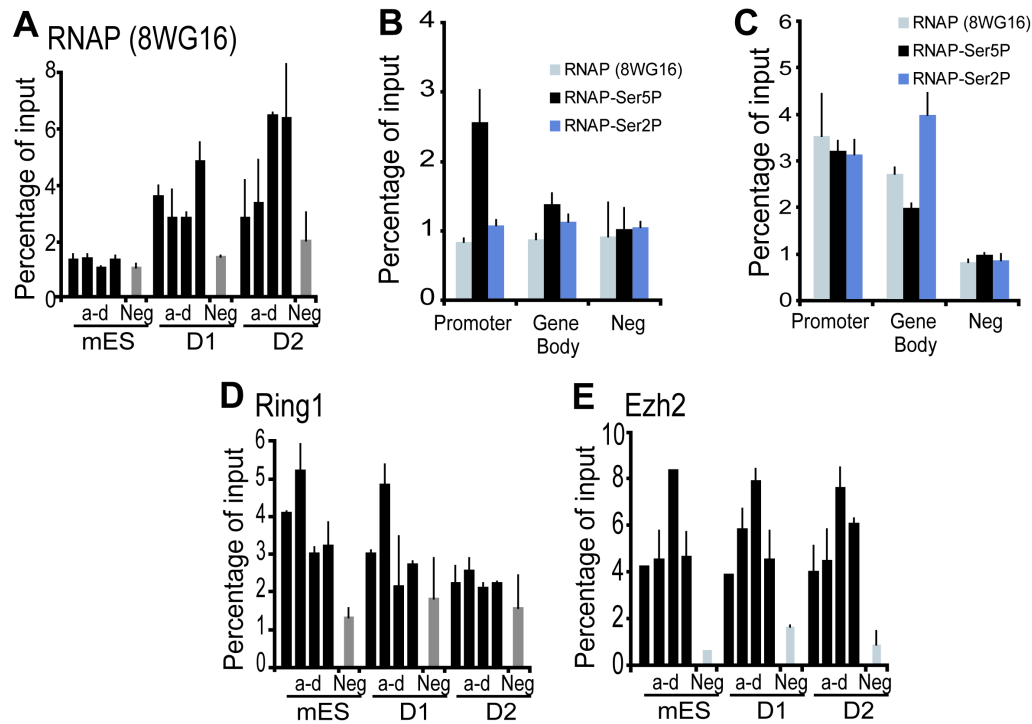 A RNAP (8WG16)
Percentage of input
8
6
4
2
0
a-d Neg a-d Neg a-d Neg
mES D1 D2
B
Percentage of input
4
3
2
1
0
RNAP (8WG16)
RNAP-Ser5P
RNAP-Ser2P
Promoter Gene Body Neg
C
Percentage of input
6
5
4
3
2
1
0
RNAP (8WG16)
RNAP-Ser5P
RNAP-Ser2P
Promoter Gene Body Neg
D Ring1
Percentage of input
6
5
4
3
2
1
0
a-d Neg a-d Neg a-d Neg
mES D1 D2
E Ezh2
Percentage of input
10
8
6
4
2
0
a-d Neg a-d Neg a-d Neg
mES D1 D2